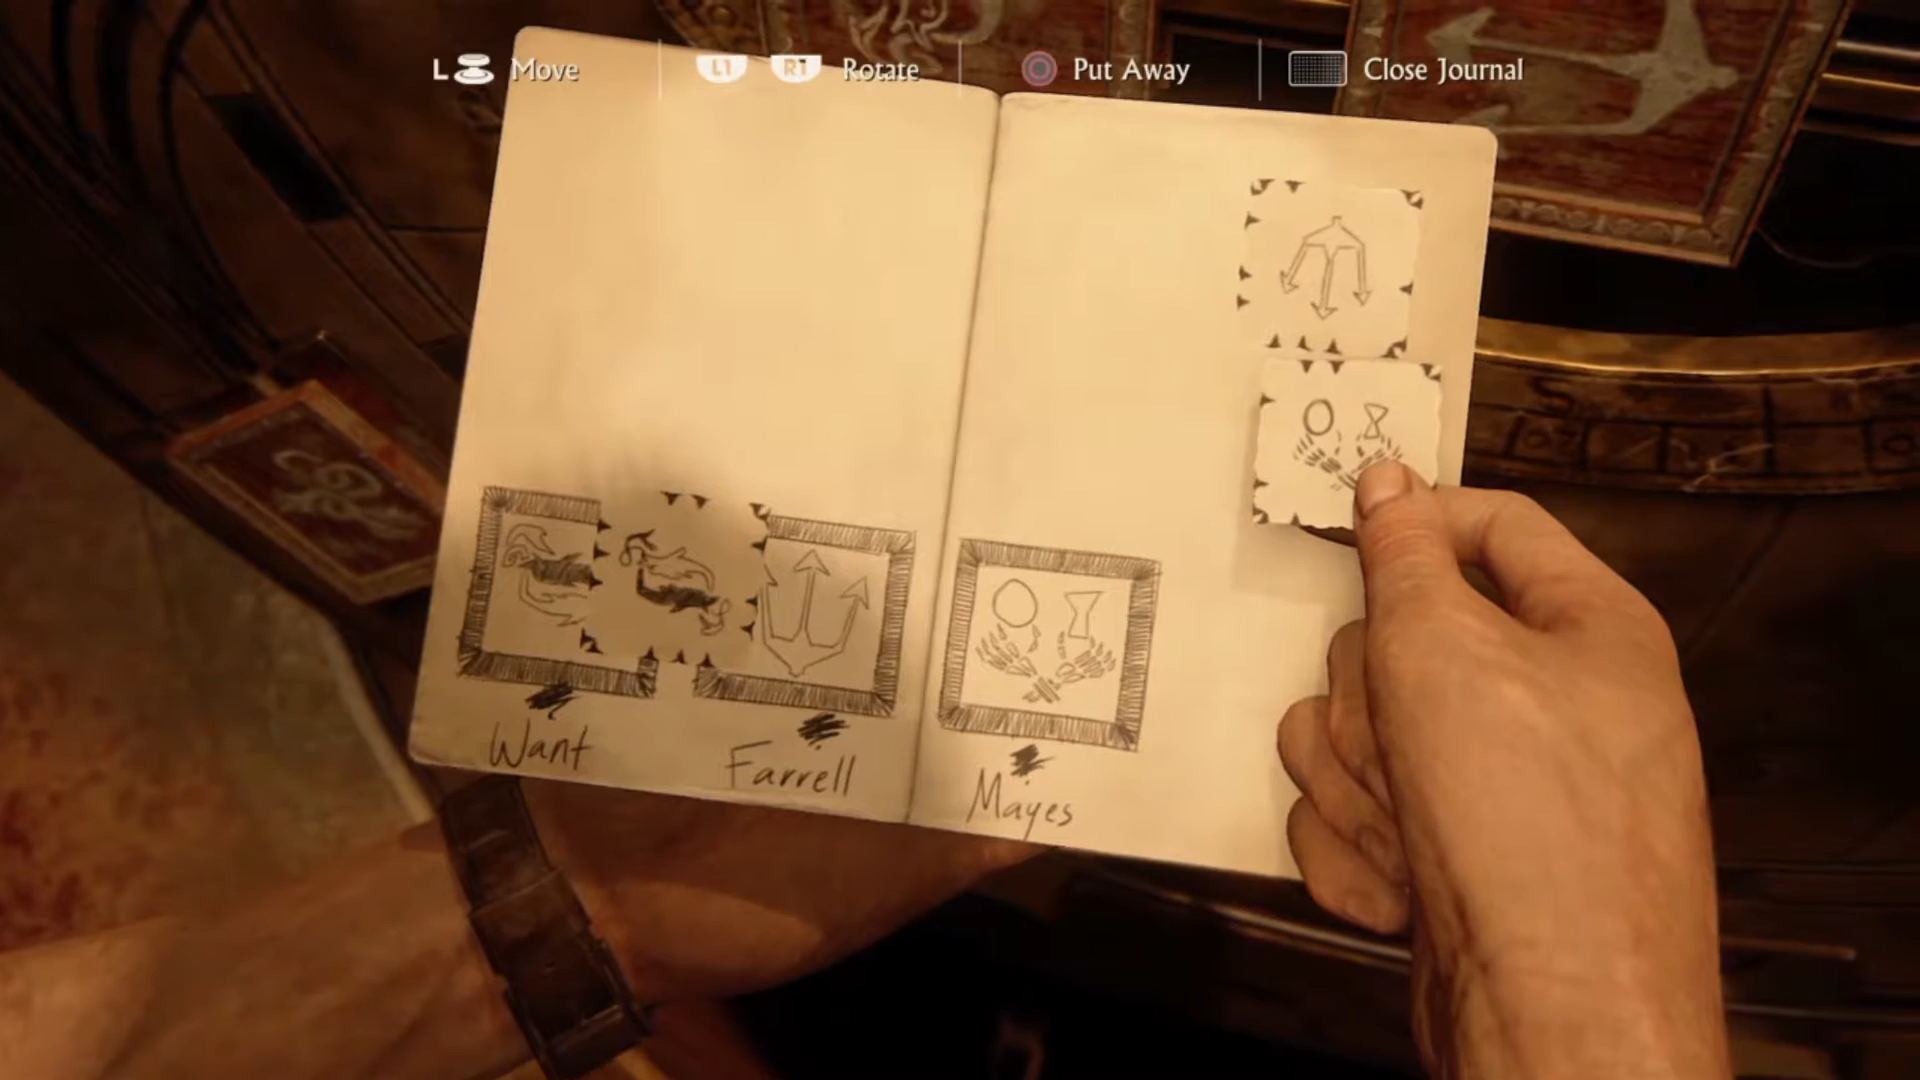 L Move
L1 R1 Rotate
Put Away
Close Journal
Want
Farrell
Mayes